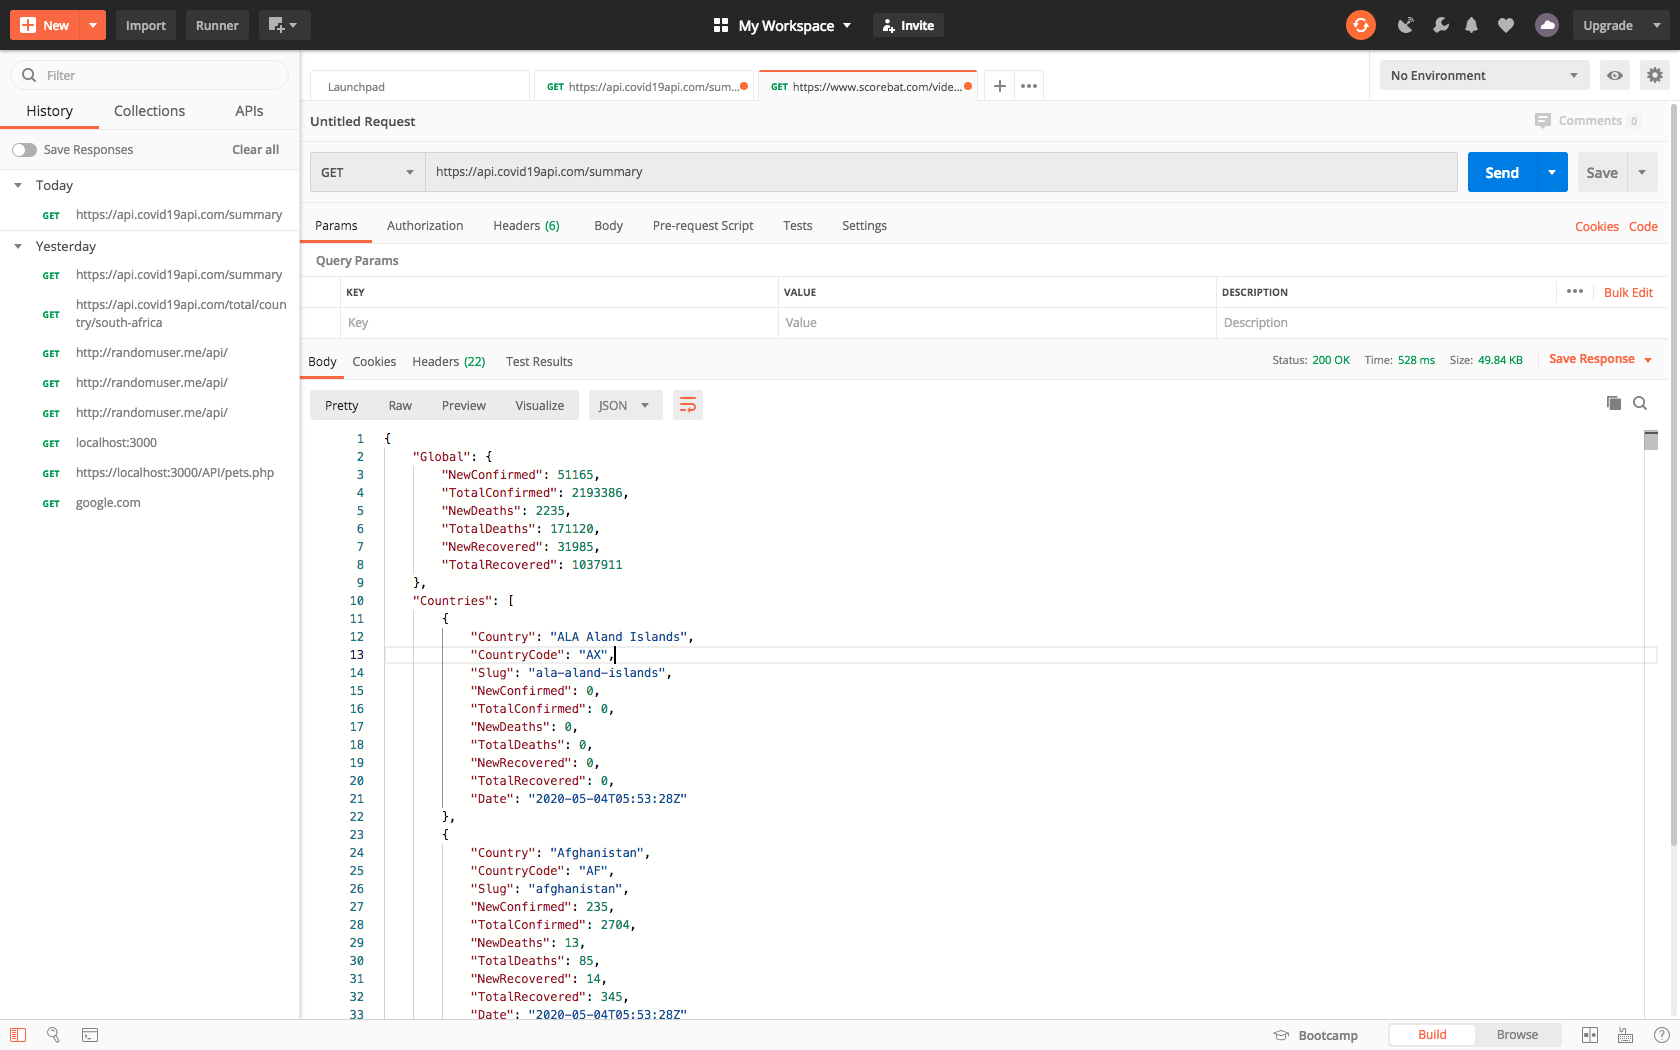 New
Import
Runner
My Workspace
Invite
Upgrade
Filter
History
Collections
APIs
Save Responses
Clear all
Today
GET https://api.covid19api.com/summary
Yesterday
GET https://api.covid19api.com/summary
GET https://api.covid19api.com/total/coun
try/south-africa
GET http://randomuser.me/api/
GET http://randomuser.me/api/
GET http://randomuser.me/api/
GET localhost:3000
GET https://localhost:3000/API/pets.php
GET google.com
Launchpad
GET https://api.covid19api.com/sum...
GET https://www.scorebat.com/vide...
No Environment
Untitled Request
Comments 0
GET
https://api.covid19api.com/summary
Send
Save
Params
Authorization
Headers (6)
Body
Pre-request Script
Tests
Settings
Cookies
Code
Query Params
KEY
VALUE
DESCRIPTION
Bulk Edit
Key
Value
Description
Body
Cookies
Headers (22)
Test Results
Status: 200 OK
Time: 528 ms
Size: 49.84 KB
Save Response
Pretty
Raw
Preview
Visualize
JSON
1 {
2 "Global": {
3 "NewConfirmed": 51165,
4 "TotalConfirmed": 2193386,
5 "NewDeaths": 2235,
6 "TotalDeaths": 171120,
7 "NewRecovered": 31985,
8 "TotalRecovered": 1037911
9 },
10 "Countries": [
11 {
12 "Country": "ALA Aland Islands",
13 "CountryCode": "AX",
14 "Slug": "ala-aland-islands",
15 "NewConfirmed": 0,
16 "TotalConfirmed": 0,
17 "NewDeaths": 0,
18 "TotalDeaths": 0,
19 "NewRecovered": 0,
20 "TotalRecovered": 0,
21 "Date": "2020-05-04T05:53:28Z"
22 },
23 {
24 "Country": "Afghanistan",
25 "CountryCode": "AF",
26 "Slug": "afghanistan",
27 "NewConfirmed": 235,
28 "TotalConfirmed": 2704,
29 "NewDeaths": 13,
30 "TotalDeaths": 85,
31 "NewRecovered": 14,
32 "TotalRecovered": 345,
33 "Date": "2020-05-04T05:53:28Z"
Bootcamp
Build
Browse